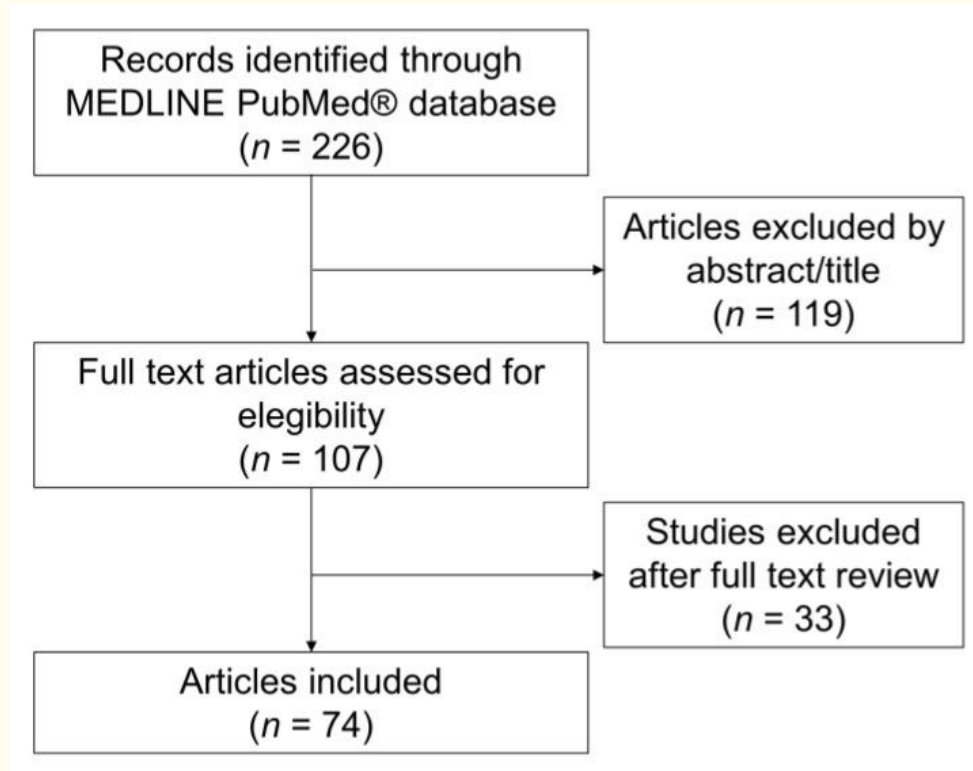 Records identified through
MEDLINE PubMed® database
(n = 226)
Articles excluded by
abstract/title
(n = 119)
Full text articles assessed for
elegibility
(n = 107)
Studies excluded
after full text review
(n = 33)
Articles included
(n = 74)